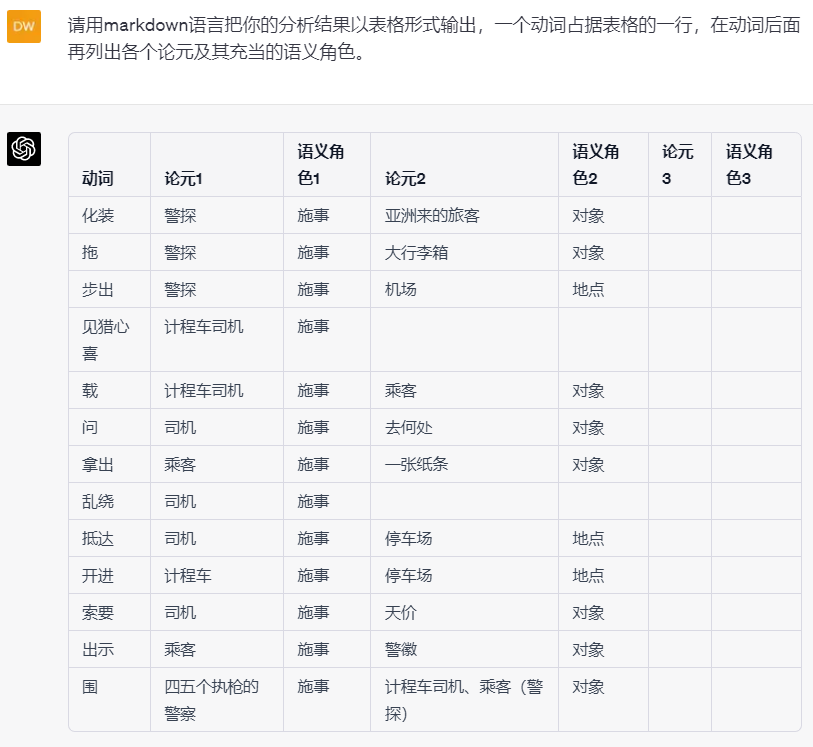 DW
请用markdown语言把你的分析结果以表格形式输出，一个动词占据表格的一行，在动词后面
再列出各个论元及其充当的语义角色。
动词 论元1 语义角色1 论元2 语义角色2 论元3 语义角色3
化装 警探 施事 亚洲来的旅客 对象
拖 警探 施事 大行李箱 对象
步出 警探 施事 机场 地点
见猎心喜 计程车司机 施事
载 计程车司机 施事 乘客 对象
问 司机 施事 去何处 对象
拿出 乘客 施事 一张纸条 对象
乱绕 司机 施事
抵达 司机 施事 停车场 地点
开进 计程车 施事 停车场 地点
索要 司机 施事 天价 对象
出示 乘客 施事 警徽 对象
围 四五个执枪的警察 施事 计程车司机、乘客（警探） 对象